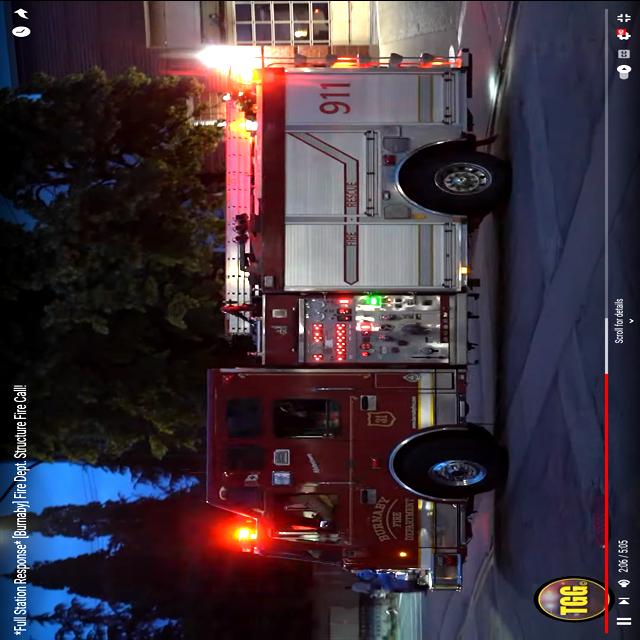 *Full Station Response* |Burnaby| Fire Dept. Structure Fire Call!
911
FIRE RESCUE
BURNABY
FIRE
DEPARTMENT
TGG
2:06 / 5:05
Scroll for details